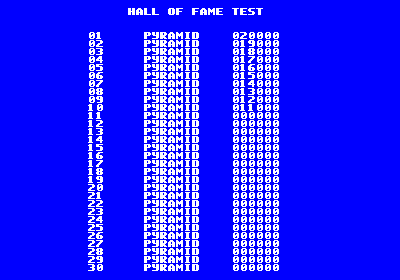 HALL OF FAME TEST
01 PYRAMID 020000
02 PYRAMID 019000
03 PYRAMID 018000
04 PYRAMID 017000
05 PYRAMID 016000
06 PYRAMID 015000
07 PYRAMID 014000
08 PYRAMID 013000
09 PYRAMID 012000
10 PYRAMID 011000
11 PYRAMID 000000
12 PYRAMID 000000
13 PYRAMID 000000
14 PYRAMID 000000
15 PYRAMID 000000
16 PYRAMID 000000
17 PYRAMID 000000
18 PYRAMID 000000
19 PYRAMID 000000
20 PYRAMID 000000
21 PYRAMID 000000
22 PYRAMID 000000
23 PYRAMID 000000
24 PYRAMID 000000
25 PYRAMID 000000
26 PYRAMID 000000
27 PYRAMID 000000
28 PYRAMID 000000
29 PYRAMID 000000
30 PYRAMID 000000